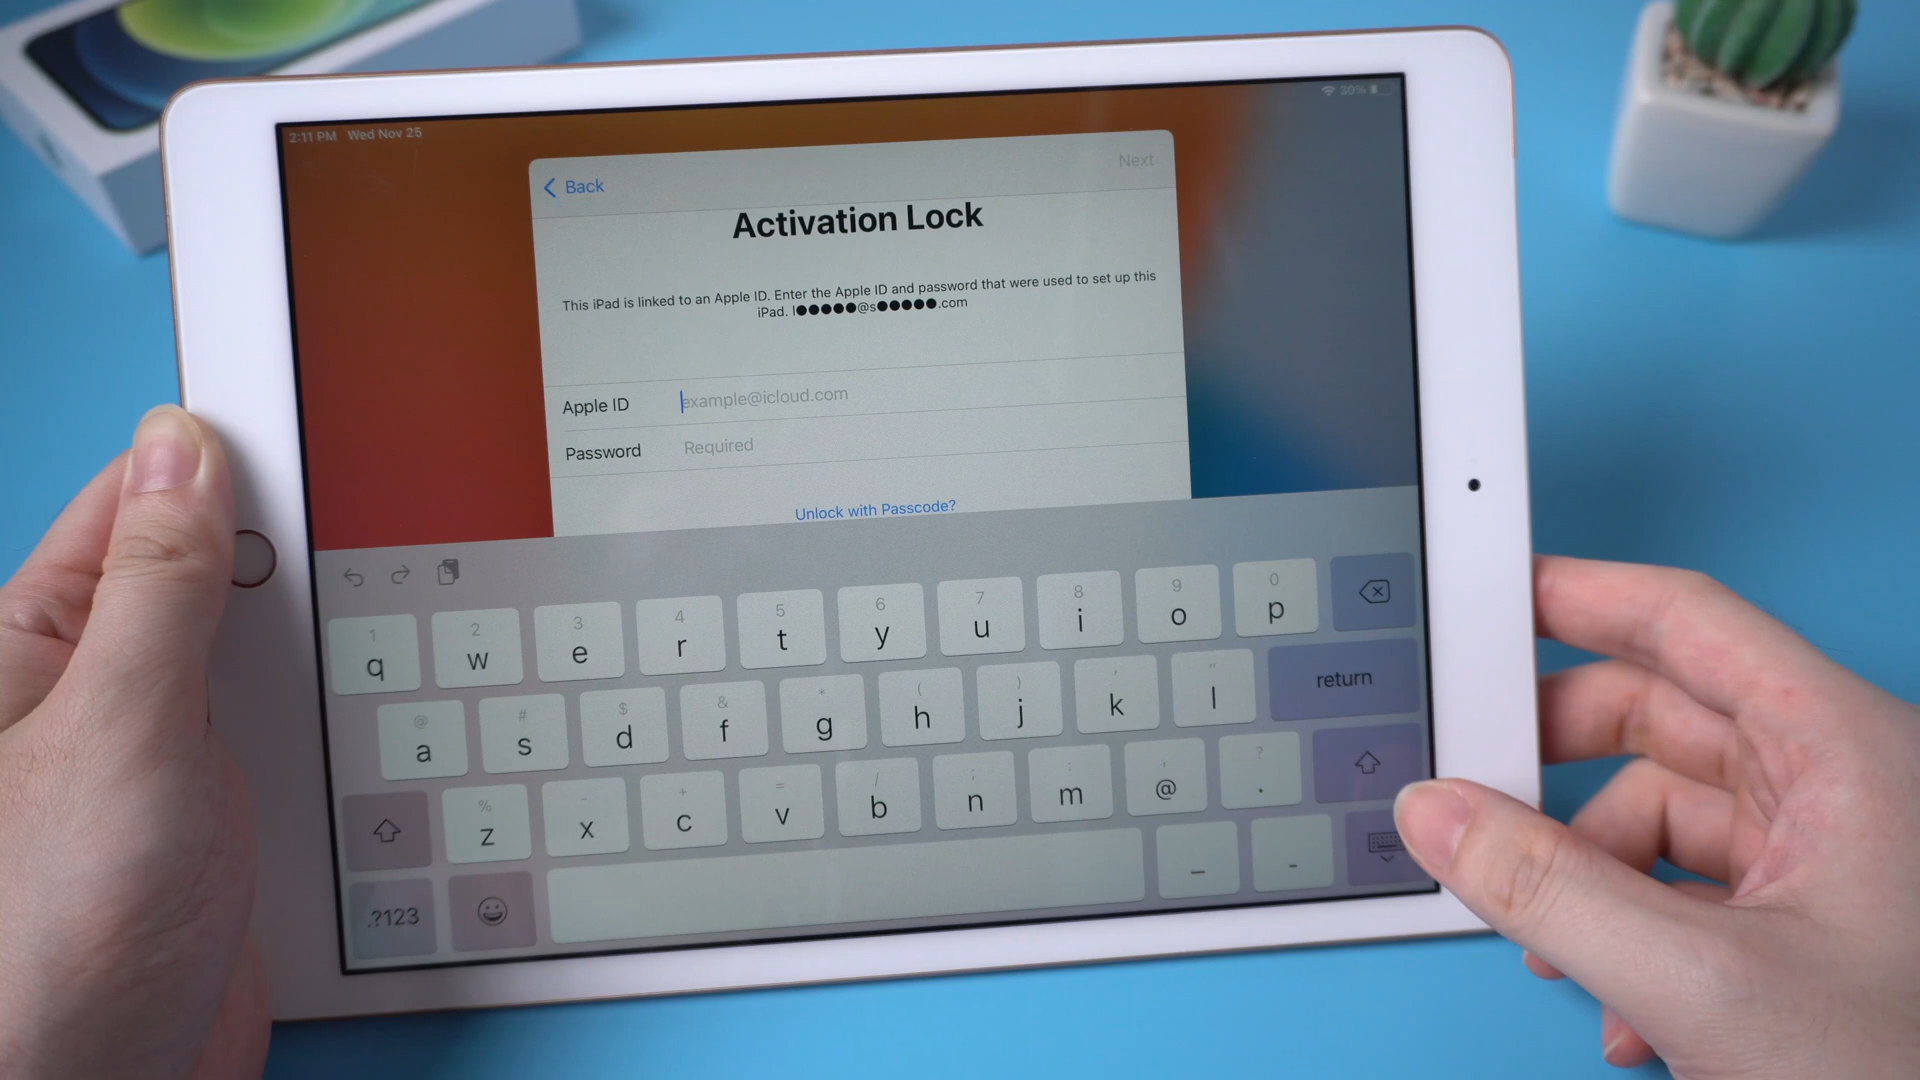 2:11 PM Wed Nov 25
30%
Back
Next
Activation Lock
This iPad is linked to an Apple ID. Enter the Apple ID and password that were used to set up this
iPad. l●●●●●@s●●●●●.com
Apple ID example@icloud.com
Password Required
Unlock with Passcode?
1 2 3 4 5 6 7 8 9 0
q w e r t y u i o p
@ # $ & * ( ) ' "
a s d f g h j k l return
% - + = / ; : , ?
z x c v b n m @ .
.?123 _ -